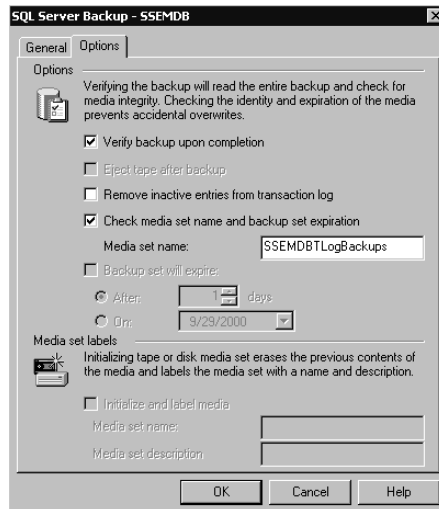 SQL Server Backup - SSEMDB
General Options
Options
Verifying the backup will read the entire backup and check for
media integrity. Checking the identity and expiration of the media
prevents accidental overwrites.
Verify backup upon completion
Eject tape after backup
Remove inactive entries from transaction log
Check media set name and backup set expiration
Media set name: SSEMDBTLogBackups
Backup set will expire:
After: 1 days
On: 9/29/2000
Media set labels
Initializing tape or disk media set erases the previous contents of
the media and labels the media set with a name and description.
Initialize and label media
Media set name:
Media set description
OK Cancel Help